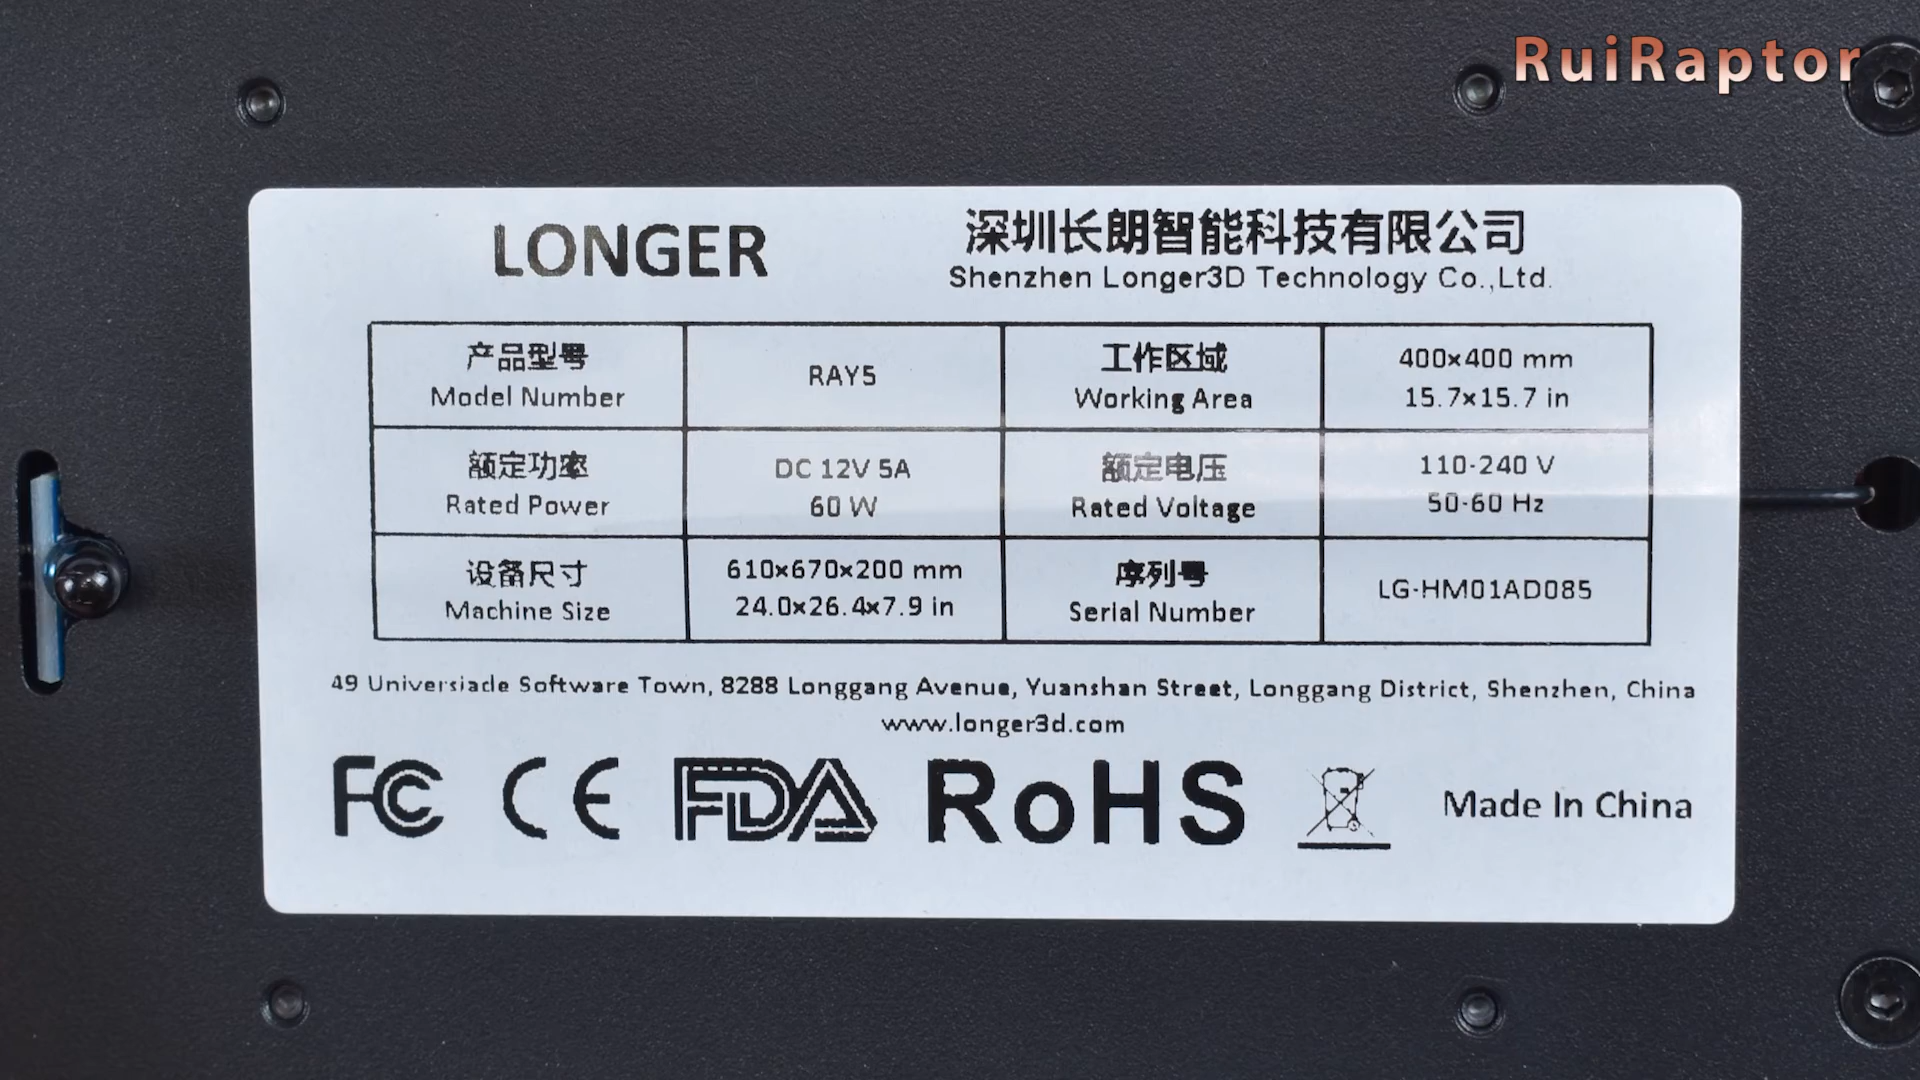 RuiRaptor
LONGER
深圳长朗智能科技有限公司
Shenzhen Longer3D Technology Co.,Ltd.
产品型号
Model Number
RAY5
工作区域
Working Area
400×400 mm
15.7×15.7 in
额定功率
Rated Power
DC 12V 5A
60 W
额定电压
Rated Voltage
110-240 V
50-60 Hz
设备尺寸
Machine Size
610×670×200 mm
24.0×26.4×7.9 in
序列号
Serial Number
LG-HM01AD085
49 Universiade Software Town, 8288 Longgang Avenue, Yuanshan Street, Longgang District, Shenzhen, China
www.longer3d.com
FC CE FDA RoHS Made In China